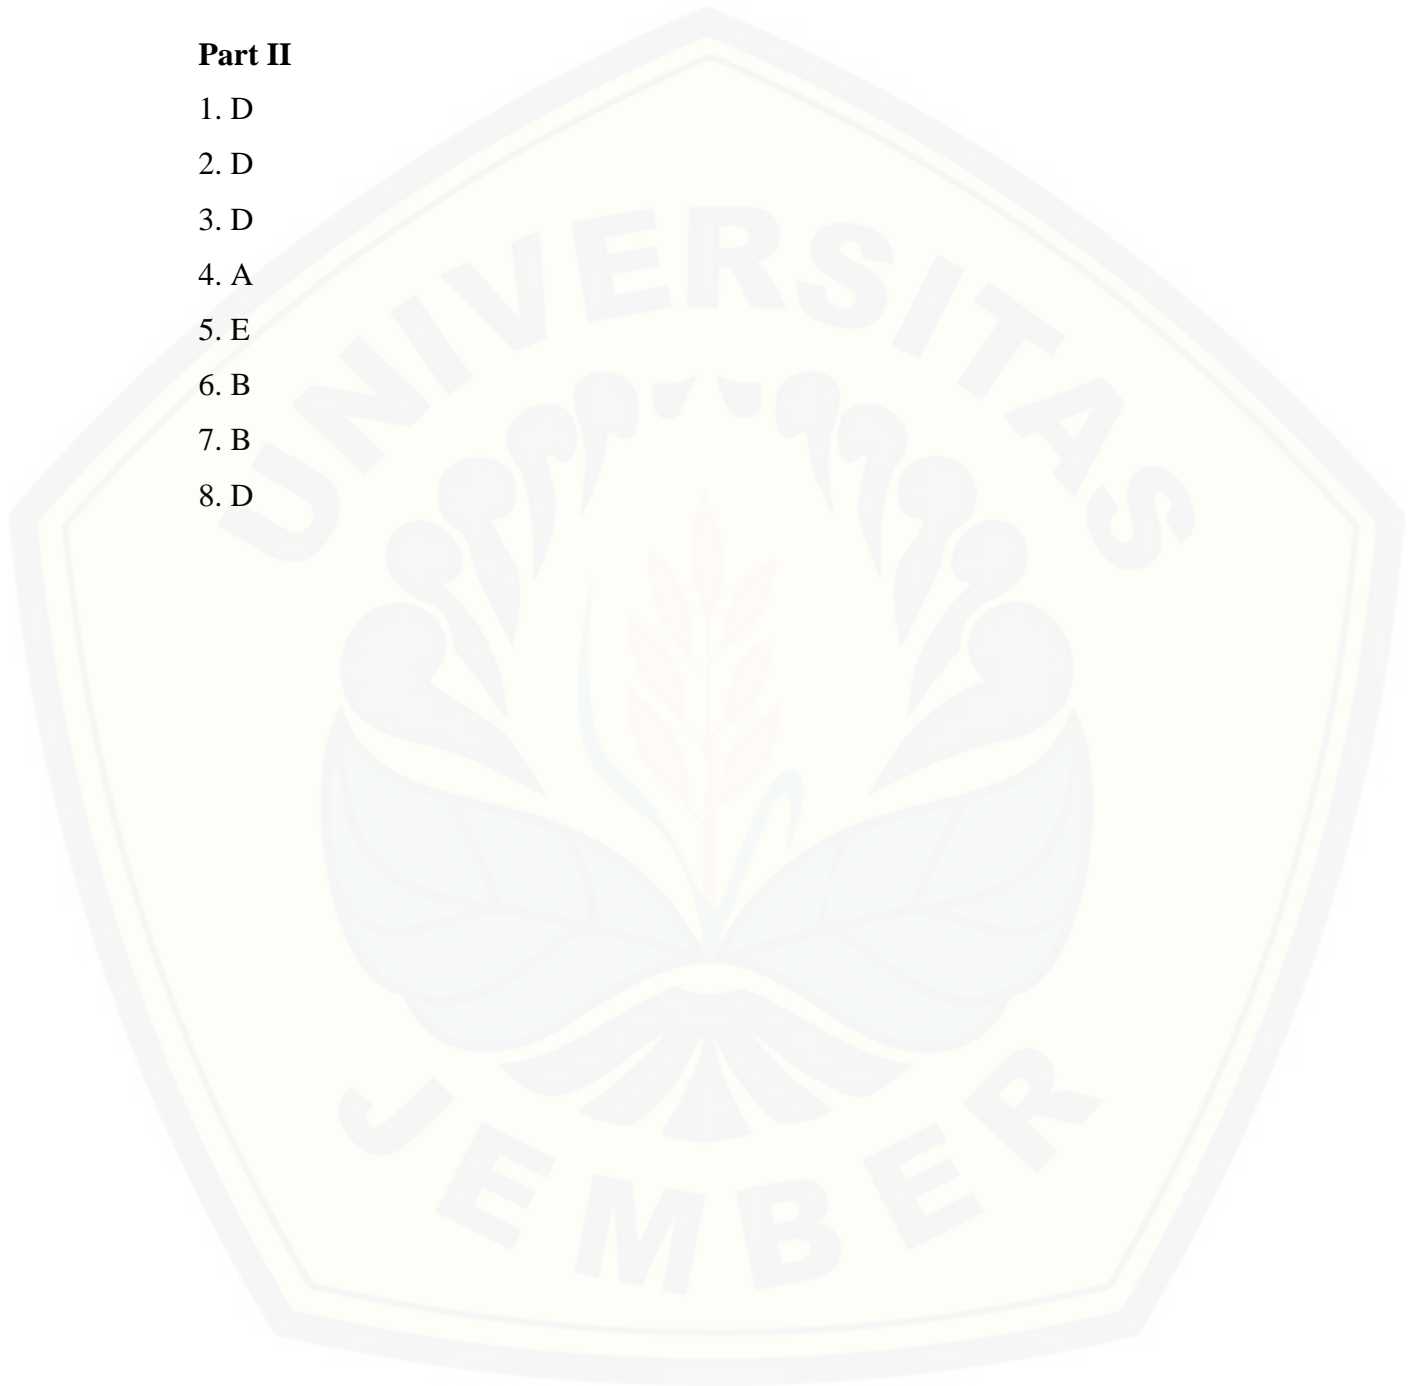 Part II
1. D
2. D
3. D
4. A
5. E
6. B
7. B
8. D
UNIVERSITAS
JEMBER